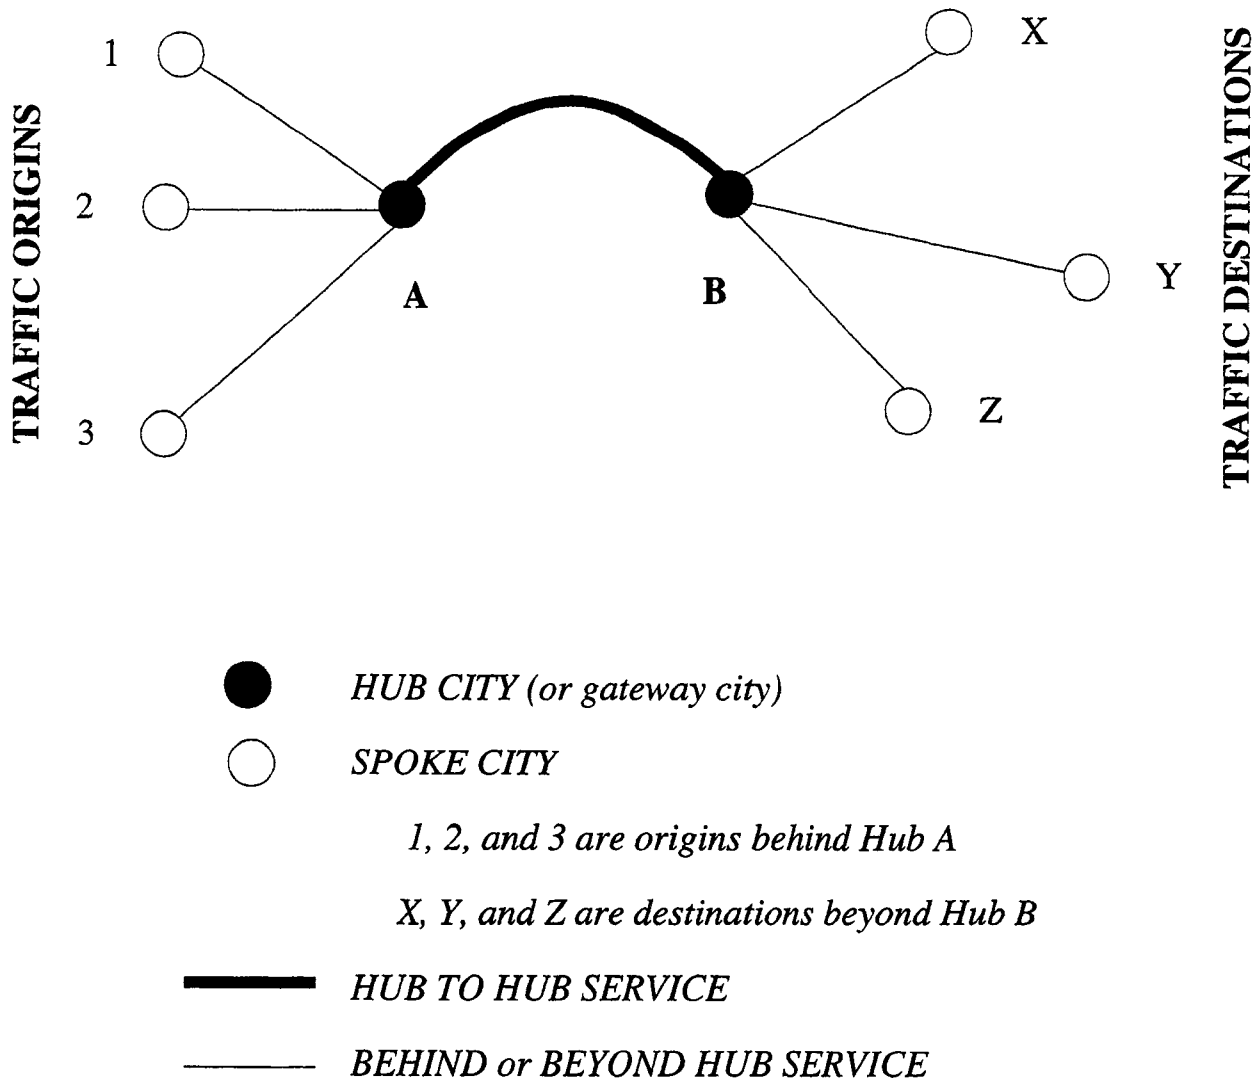 TRAFFIC ORIGINS
1
2
3
A
B
X
Y
Z
TRAFFIC DESTINATIONS
HUB CITY (or gateway city)
SPOKE CITY
1, 2, and 3 are origins behind Hub A
X, Y, and Z are destinations beyond Hub B
HUB TO HUB SERVICE
BEHIND or BEYOND HUB SERVICE